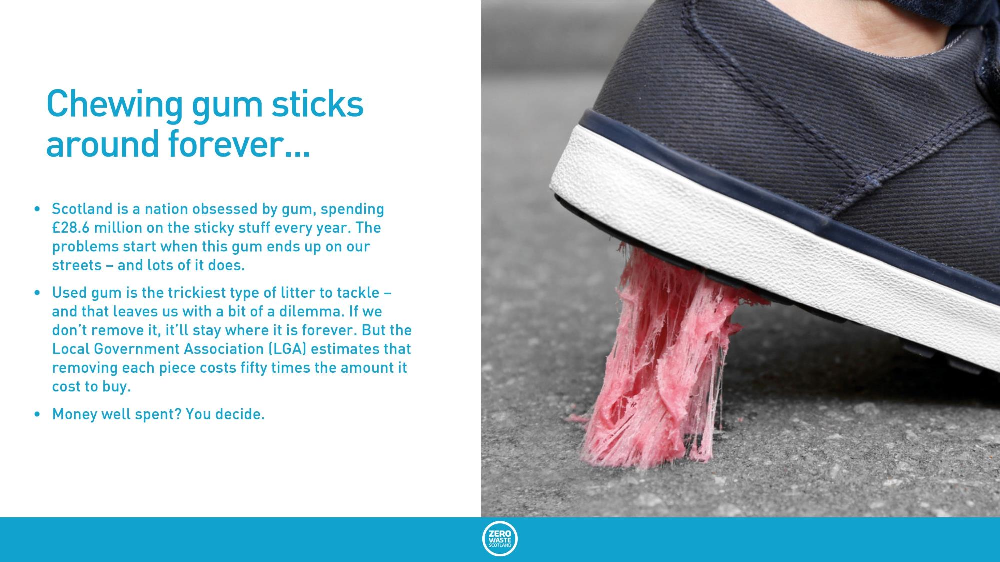 Chewing gum sticks
around forever...
• Scotland is a nation obsessed by gum, spending
£28.6 million on the sticky stuff every year. The
problems start when this gum ends up on our
streets – and lots of it does.
• Used gum is the trickiest type of litter to tackle –
and that leaves us with a bit of a dilemma. If we
don’t remove it, it’ll stay where it is forever. But the
Local Government Association (LGA) estimates that
removing each piece costs fifty times the amount it
cost to buy.
• Money well spent? You decide.
ZERO
WASTE
SCOTLAND